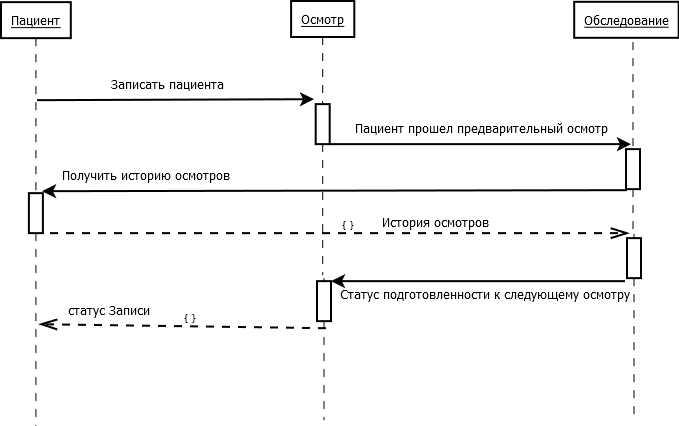 Пациент
Осмотр
Обследование
Записать пациента
Пациент прошел предварительный осмотр
Получить историю осмотров
{ }
История осмотров
Статус подготовленности к следующему осмотру
статус Записи
{ }